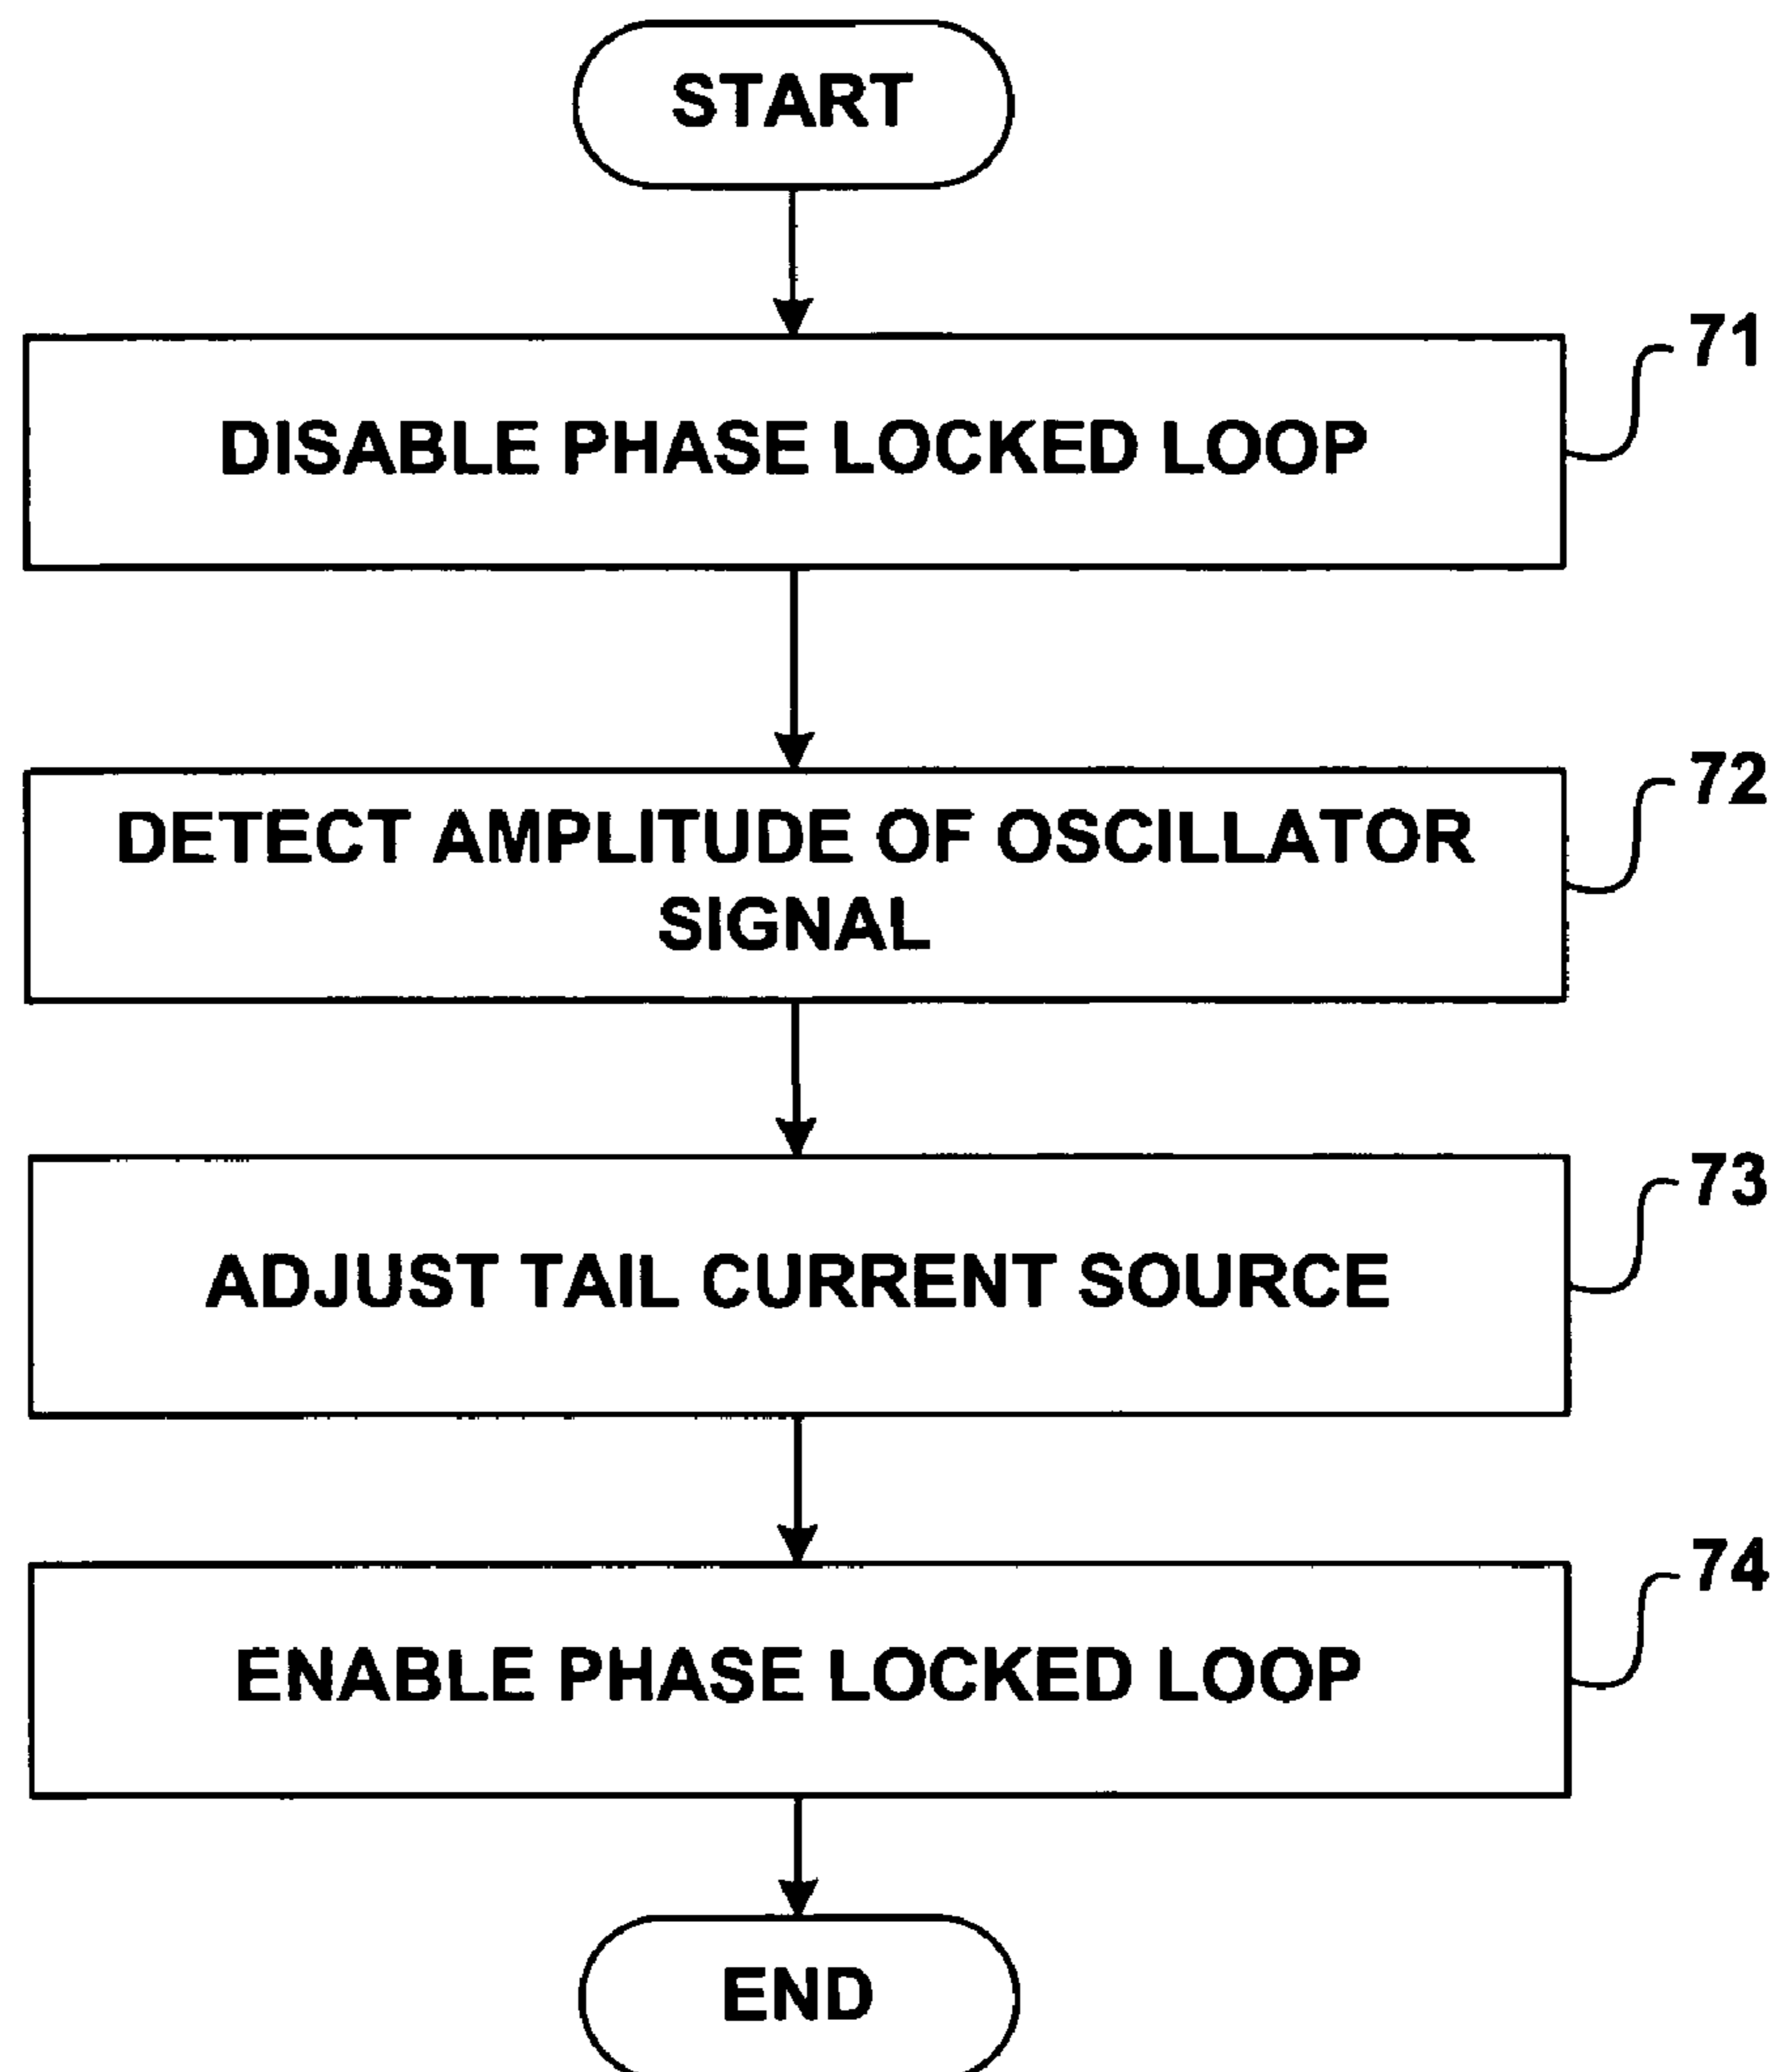 START
71
DISABLE PHASE LOCKED LOOP
72
DETECT AMPLITUDE OF OSCILLATOR
SIGNAL
73
ADJUST TAIL CURRENT SOURCE
74
ENABLE PHASE LOCKED LOOP
END